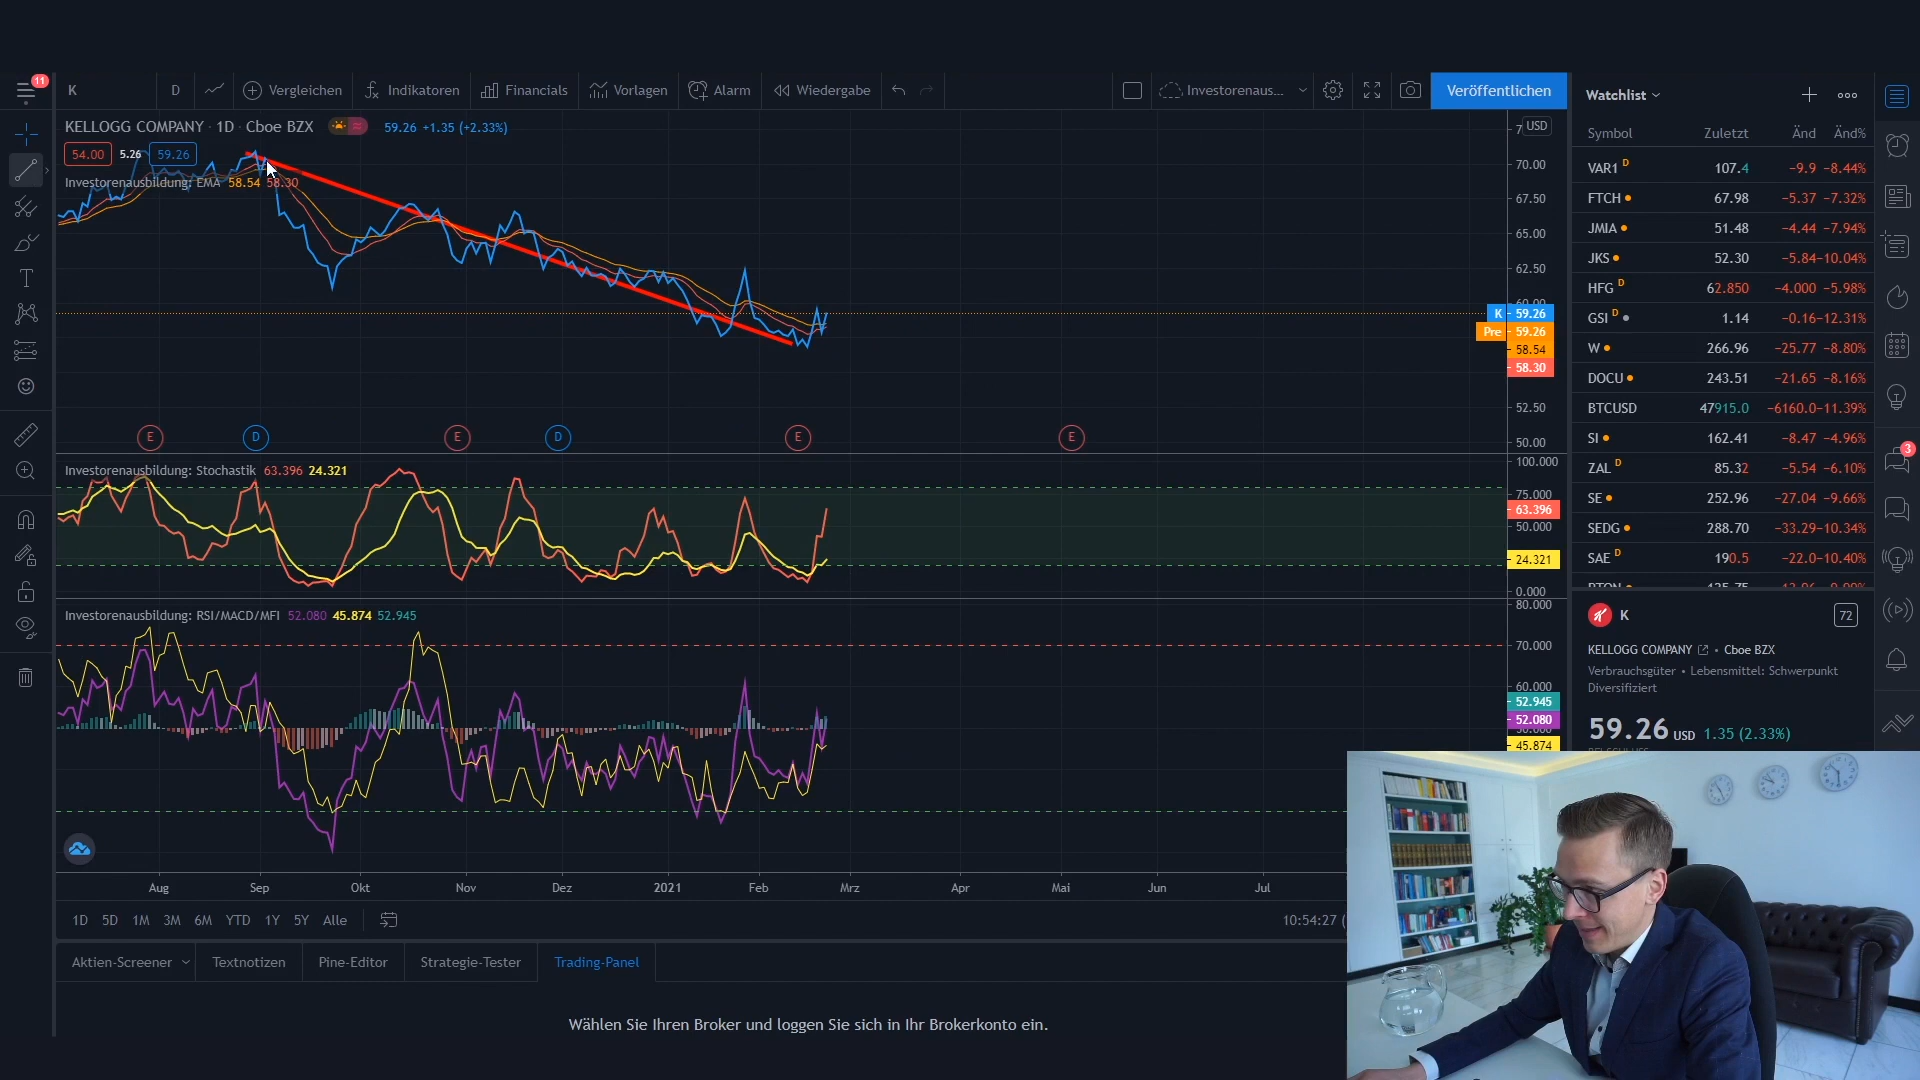 11
K D Vergleichen Indikatoren Financials Vorlagen Alarm Wiedergabe Investorenaus... Veröffentlichen
KELLOGG COMPANY · 1D · Cboe BZX 59.26 +1.35 (+2.33%)
54.00 5.26 59.26
Investorenausbildung: EMA 58.54 58.30
USD
70.00
67.50
65.00
62.50
60.00
K 59.26
Pre 59.26
58.54
58.30
52.50
50.00
E D E D E E
Investorenausbildung: Stochastik 63.396 24.321
100.000
75.000
63.396
50.000
24.321
0.000
Investorenausbildung: RSI/MACD/MFI 52.080 45.874 52.945
80.000
70.000
60.000
52.945
52.080
45.874
Aug Sep Okt Nov Dez 2021 Feb Mrz Apr Mai Jun Jul
1D 5D 1M 3M 6M YTD 1Y 5Y Alle 10:54:27 (
Aktien-Screener Textnotizen Pine-Editor Strategie-Tester Trading-Panel
Wählen Sie Ihren Broker und loggen Sie sich in Ihr Brokerkonto ein.
Watchlist
Symbol Zuletzt Änd Änd%
VAR1 D 107.4 −9.9 −8.44%
FTCH 67.98 −5.37 −7.32%
JMIA 51.48 −4.44 −7.94%
JKS 52.30 −5.84 −10.04%
HFG D 62.850 −4.000 −5.98%
GSI D 1.14 −0.16 −12.31%
W 266.96 −25.77 −8.80%
DOCU 243.51 −21.65 −8.16%
BTCUSD 47915.0 −6160.0 −11.39%
SI 162.41 −8.47 −4.96%
ZAL D 85.32 −5.54 −6.10%
SE 252.96 −27.04 −9.66%
SEDG 288.70 −33.29 −10.34%
SAE D 190.5 −22.0 −10.40%
K 72
KELLOGG COMPANY • Cboe BZX
Verbrauchsgüter • Lebensmittel: Schwerpunkt
Diversifiziert
59.26 USD 1.35 (2.33%)
3